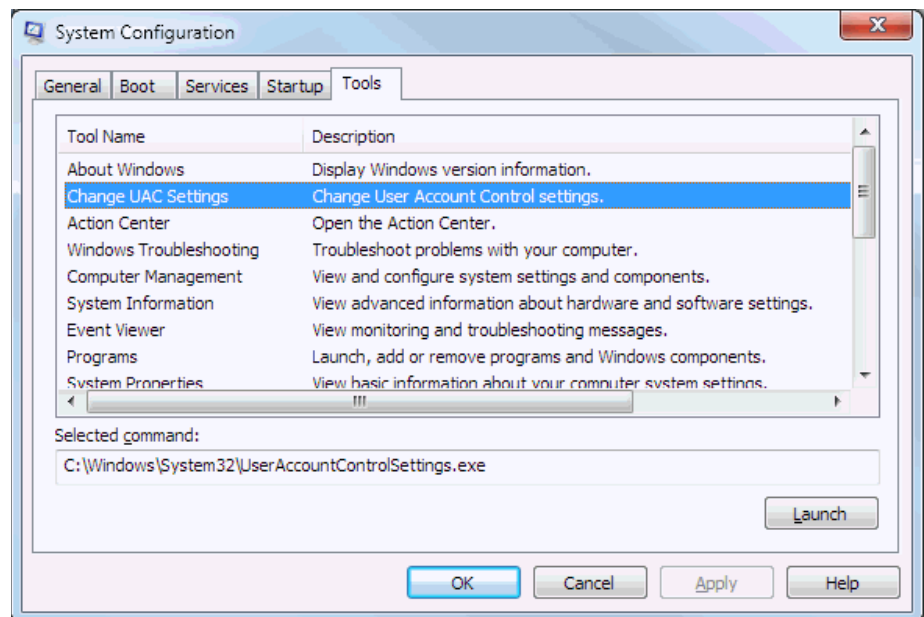 System Configuration
General Boot Services Startup Tools
Tool Name Description
About Windows Display Windows version information.
Change UAC Settings Change User Account Control settings.
Action Center Open the Action Center.
Windows Troubleshooting Troubleshoot problems with your computer.
Computer Management View and configure system settings and components.
System Information View advanced information about hardware and software settings.
Event Viewer View monitoring and troubleshooting messages.
Programs Launch, add or remove programs and Windows components.
System Properties View basic information about your computer system settings.
Selected command:
C:\Windows\System32\UserAccountControlSettings.exe
Launch
OK Cancel Apply Help